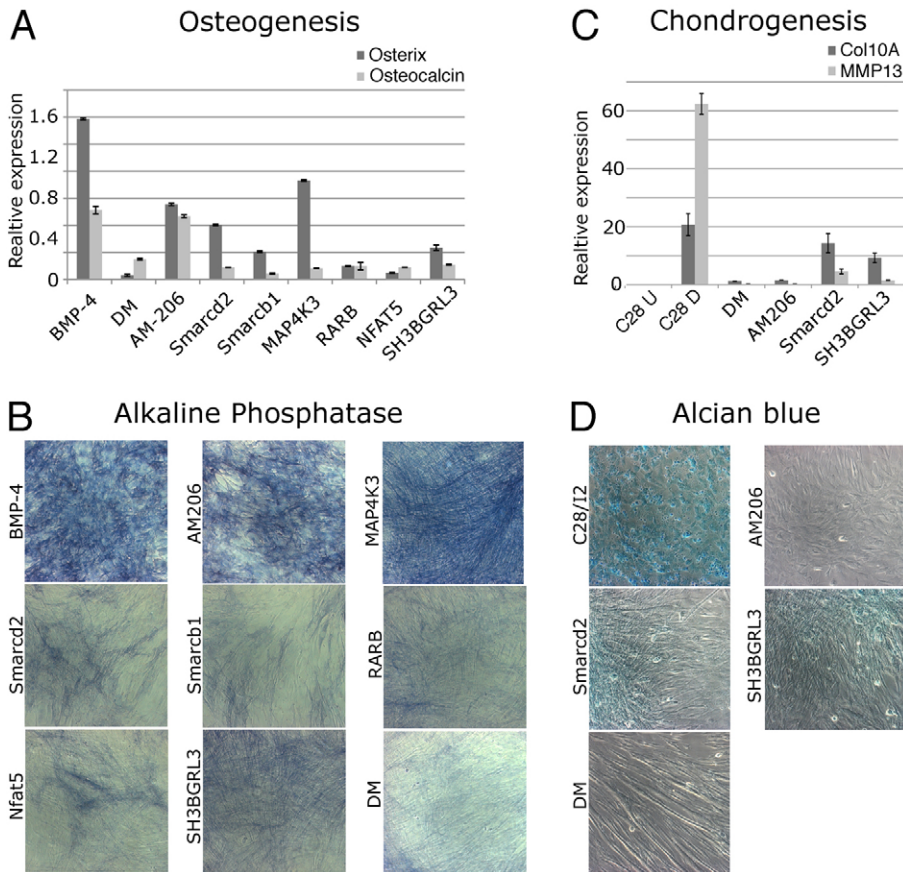 A Osteogenesis
Osterix
Osteocalcin
Realtive expression
1.6
1.2
0.8
0.4
0
BMP-4
DM
AM-206
Smarcd2
Smarcb1
MAP4K3
RARB
NFAT5
SH3BGRL3
C Chondrogenesis
Col10A
MMP13
Realtive expression
60
40
20
0
C28 U
C28 D
DM
AM206
Smarcd2
SH3BGRL3
B Alkaline Phosphatase
BMP-4
AM206
MAP4K3
Smarcd2
Smarcb1
RARB
Nfat5
SH3BGRL3
DM
D Alcian blue
C28/I2
AM206
Smarcd2
SH3BGRL3
DM